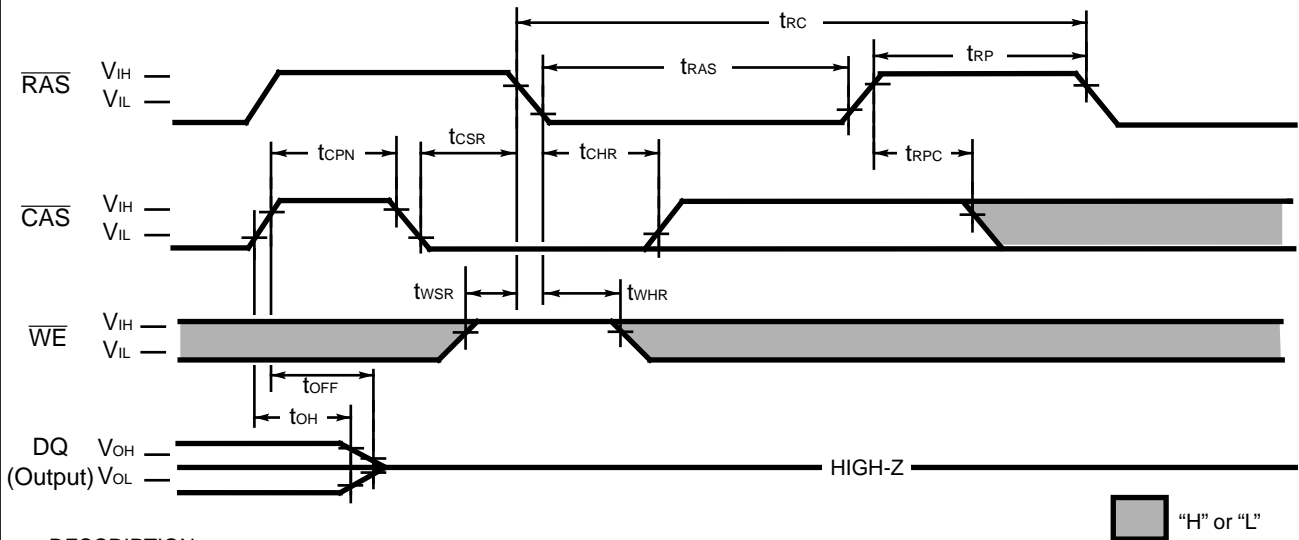 tRC
RAS VIH
VIL
tRAS
tRP
tCPN
tCSR
tCHR
tRPC
CAS VIH
VIL
tWSR
tWHR
WE VIH
VIL
tOFF
tOH
DQ
(Output)
VOH
VOL
HIGH-Z
“H” or “L”